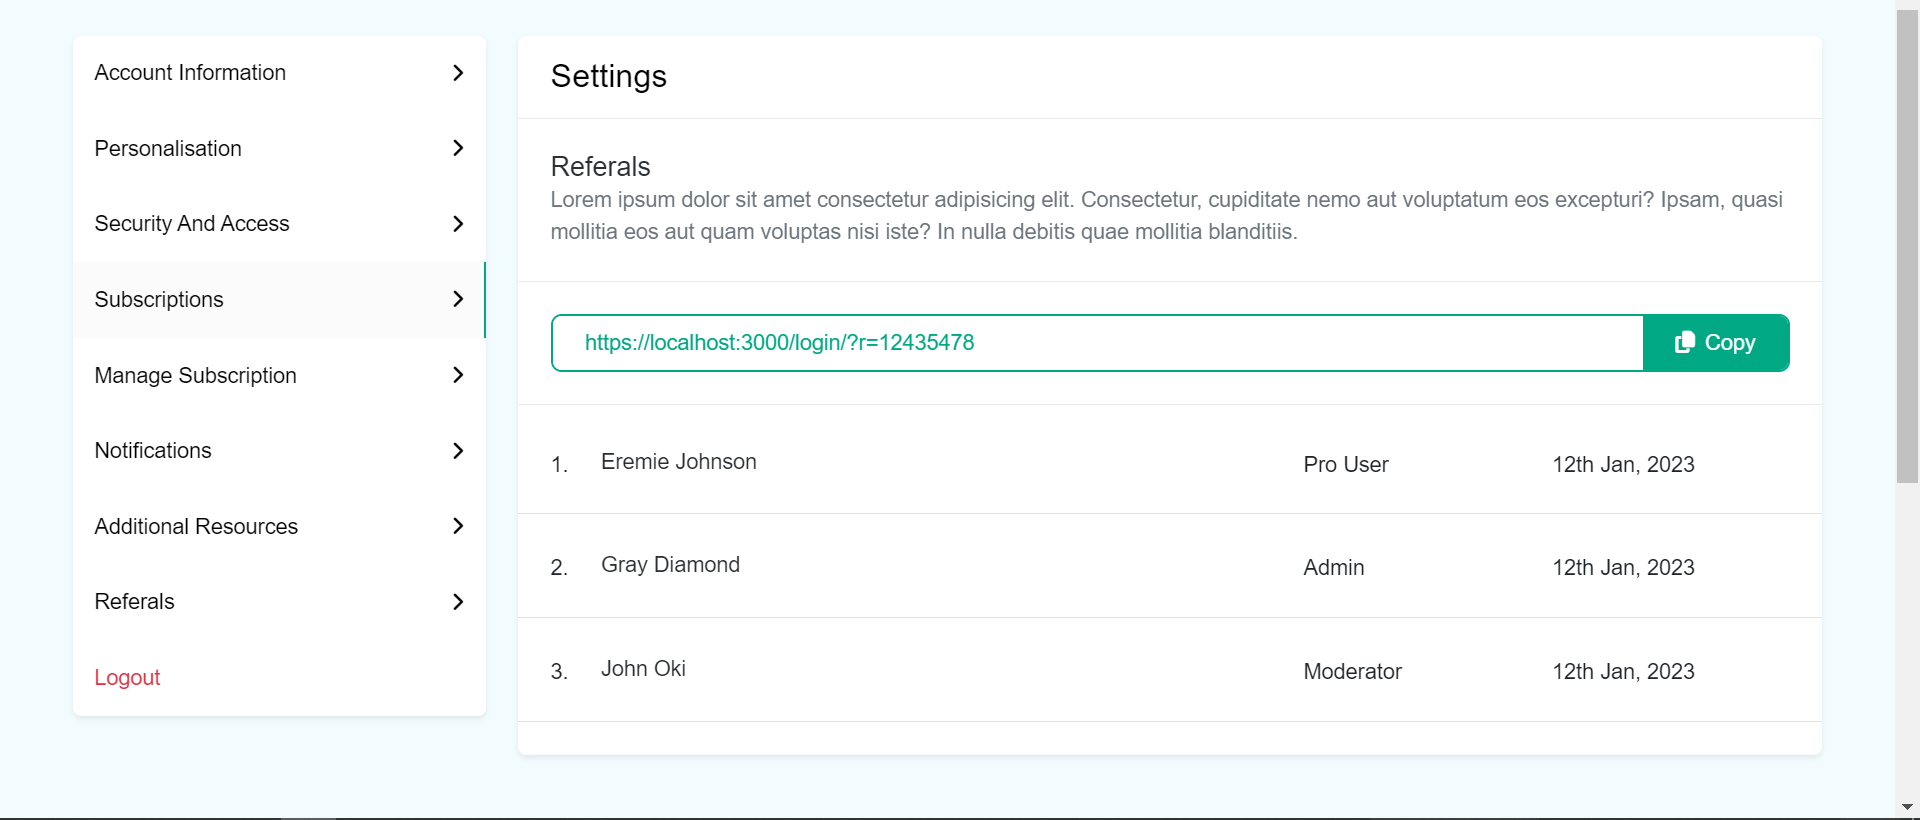 Account Information
Personalisation
Security And Access
Subscriptions
Manage Subscription
Notifications
Additional Resources
Referals
Logout
Settings
Referals
Lorem ipsum dolor sit amet consectetur adipisicing elit. Consectetur, cupiditate nemo aut voluptatum eos excepturi? Ipsam, quasi
mollitia eos aut quam voluptas nisi iste? In nulla debitis quae mollitia blanditiis.
https://localhost:3000/login/?r=12435478 Copy
1. Eremie Johnson Pro User 12th Jan, 2023
2. Gray Diamond Admin 12th Jan, 2023
3. John Oki Moderator 12th Jan, 2023